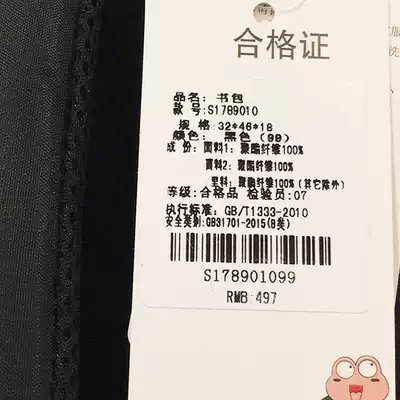 合格证
服
洗
品名: 书包
款 号:S1789010
规 格:32*46*18
颜色: 黑色 (99)
成 份: 面料1: 聚酯纤维100%
面料2: 聚酯纤维100%
里料: 聚酯纤维100% (其它除外)
等级:合格品 检验员:07
执行标准: GB/T1333-2010
安全类别:GB31701-2015(B类)
S178901099
RMB:497